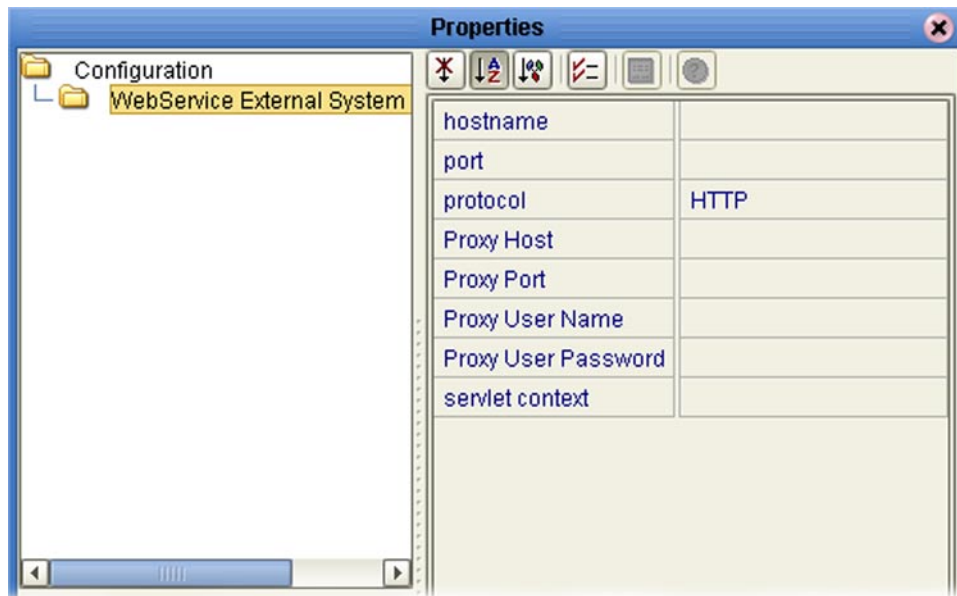 Properties
Configuration
WebService External System
hostname
port
protocol HTTP
Proxy Host
Proxy Port
Proxy User Name
Proxy User Password
servlet context